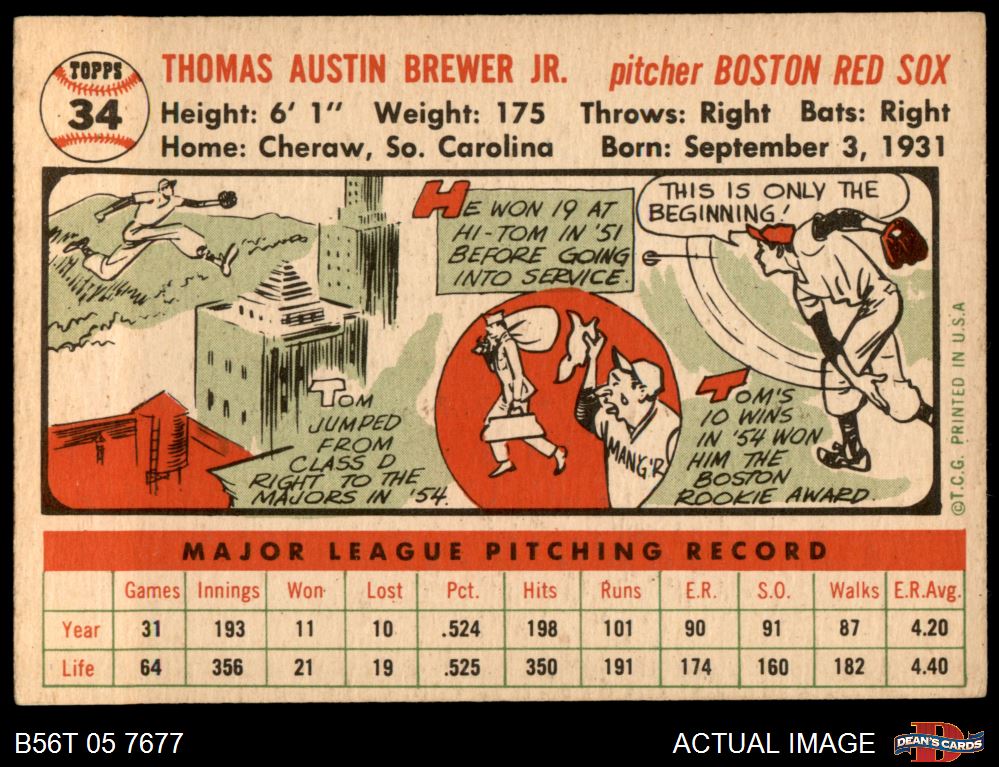 TOPPS
34
THOMAS AUSTIN BREWER JR. pitcher BOSTON RED SOX
Height: 6' 1" Weight: 175 Throws: Right Bats: Right
Home: Cheraw, So. Carolina Born: September 3, 1931
TOM
JUMPED
FROM
CLASS D
RIGHT TO THE
MAJORS IN '54.
HE WON 19 AT
HI-TOM IN '51
BEFORE GOING
INTO SERVICE.
MANG'R
THIS IS ONLY THE
BEGINNING!
TOM'S
10 WINS
IN '54 WON
HIM THE
BOSTON
ROOKIE AWARD.
©T.C.G. PRINTED IN U.S.A
MAJOR LEAGUE PITCHING RECORD
Games Innings Won Lost Pct. Hits Runs E.R. S.O. Walks E.R.Avg.
Year 31 193 11 10 .524 198 101 90 91 87 4.20
Life 64 356 21 19 .525 350 191 174 160 182 4.40
B56T 05 7677 ACTUAL IMAGE
D
DEAN'S CARDS